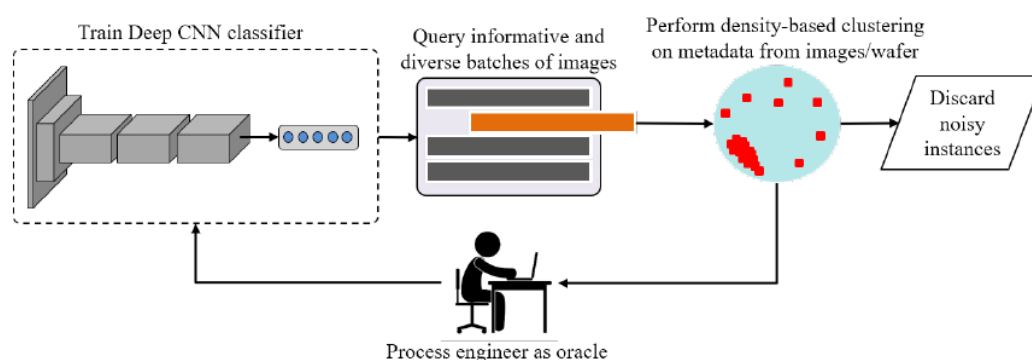 Train Deep CNN classifier
Query informative and
diverse batches of images
Perform density-based clustering
on metadata from images/wafer
Discard
noisy
instances
Process engineer as oracle